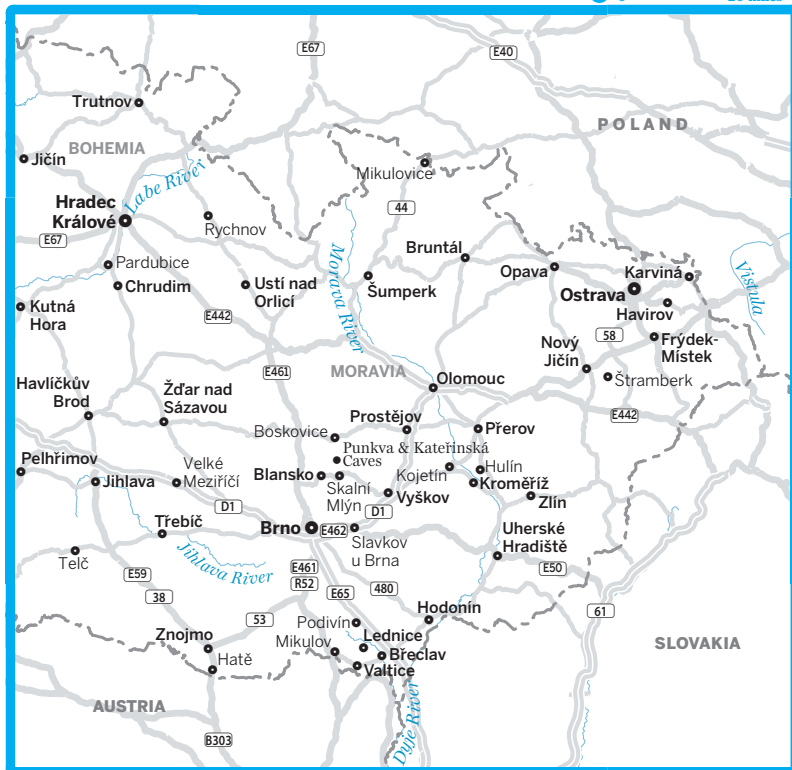 E67
E40
Trutnov
POLAND
BOHEMIA
Jičín
Mikulovice
Labe River
Hradec
Králové
44
Rychnov
E67
Bruntál
Morava River
Pardubice
Opava
Karviná
Vistula
Chrudim
Ustí nad
Orlicí
Šumperk
Ostrava
Kutná
Hora
Havirov
E442
58
Nový
Jičín
Frýdek-
Místek
E461
MORAVIA
Olomouc
Štramberk
Havlíčkův
Brod
Žďar nad
Sázavou
E442
Prostějov
Přerov
Boskovice
Punkva & Kateřinská
Caves
Pelhřimov
Velké
Meziříčí
Blansko
Skalní
Mlýn
Kojetín
Hulín
Jihlava
Kroměříž
Vyškov
Zlín
D1
D1
Třebíč
Brno
E462
Slavkov
u Brna
Uherské
Hradiště
Telč
Jihlava River
E59
E461
R52
E50
38
E65
480
61
53
Podivín
Hodonín
Znojmo
Mikulov
Lednice
SLOVAKIA
Hatě
Břeclav
Valtice
AUSTRIA
Dyje River
B303